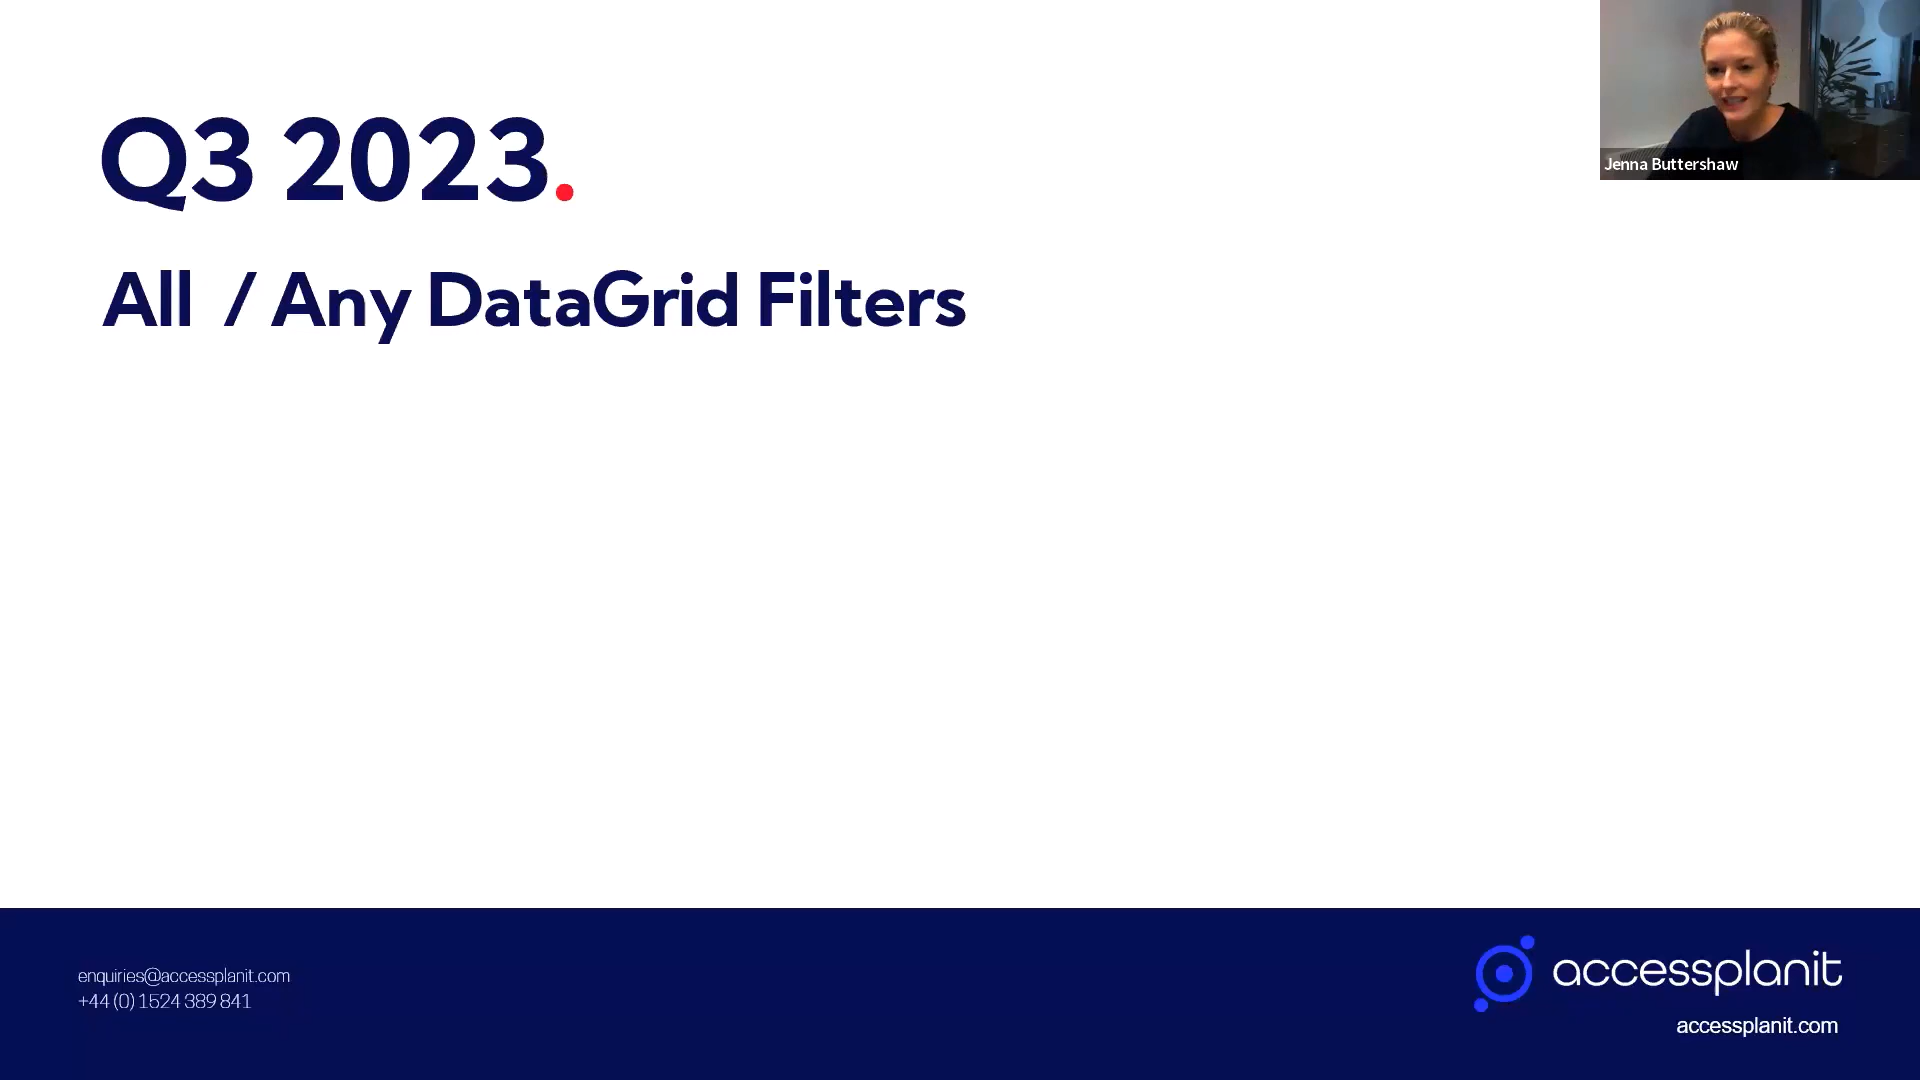 Q3 2023.
All / Any DataGrid Filters
Jenna Buttershaw
enquiries@accessplanit.com
+44 (0) 1524 389 841
accessplanit
accessplanit.com